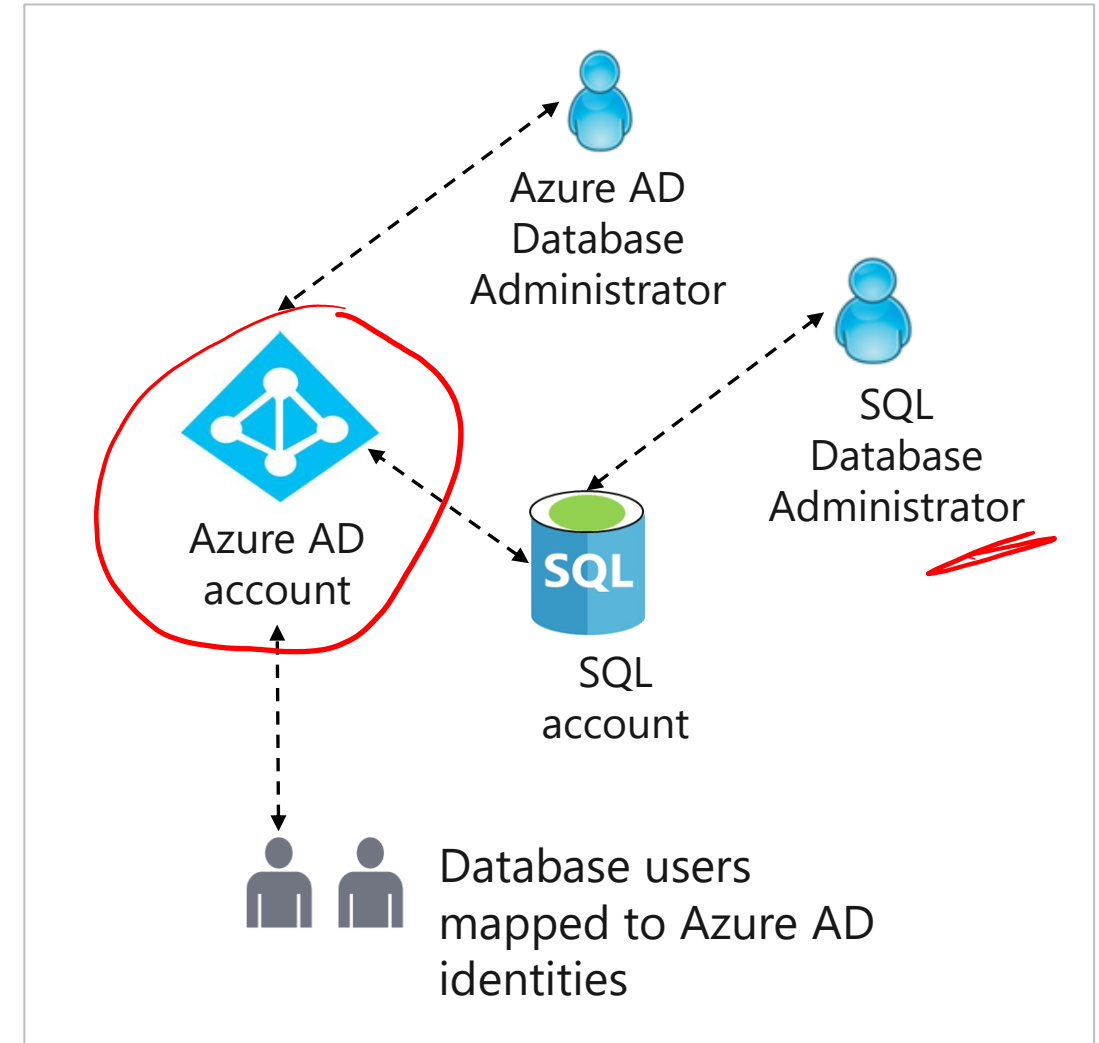 Azure AD
Database
Administrator
SQL
Database
Administrator
Azure AD
account
SQL
SQL
account
Database users
mapped to Azure AD
identities